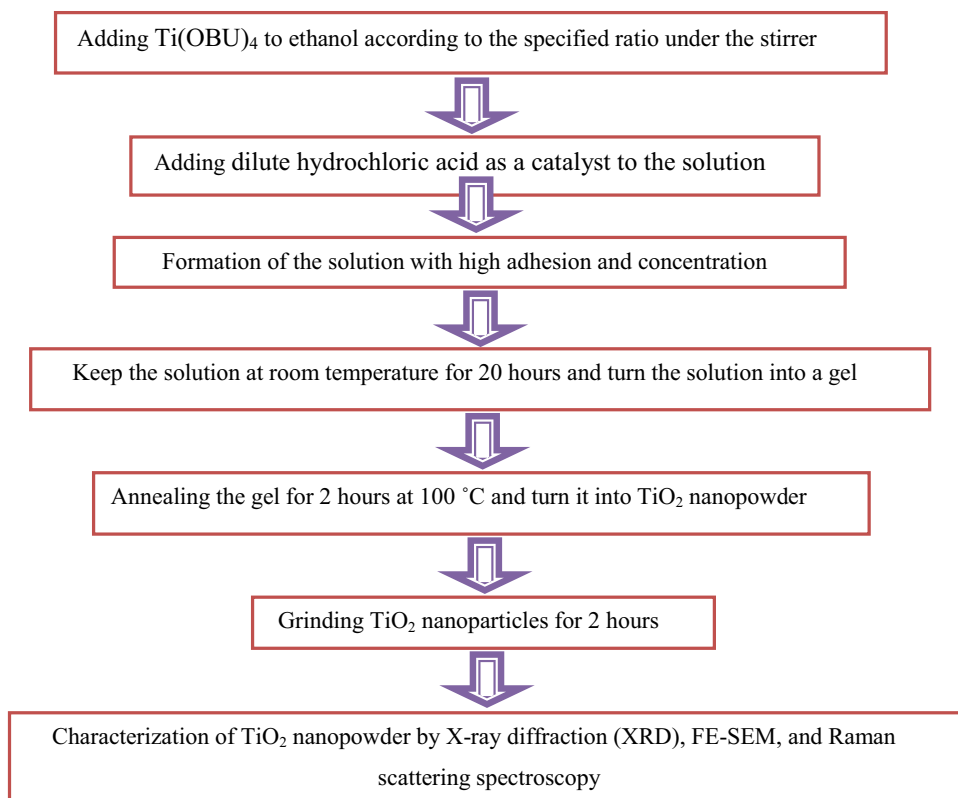 Adding Ti(OBU)₄ to ethanol according to the specified ratio under the stirrer
Adding dilute hydrochloric acid as a catalyst to the solution
Formation of the solution with high adhesion and concentration
Keep the solution at room temperature for 20 hours and turn the solution into a gel
Annealing the gel for 2 hours at 100 ˚C and turn it into TiO₂ nanopowder
Grinding TiO₂ nanoparticles for 2 hours
Characterization of TiO₂ nanopowder by X-ray diffraction (XRD), FE-SEM, and Raman
scattering spectroscopy